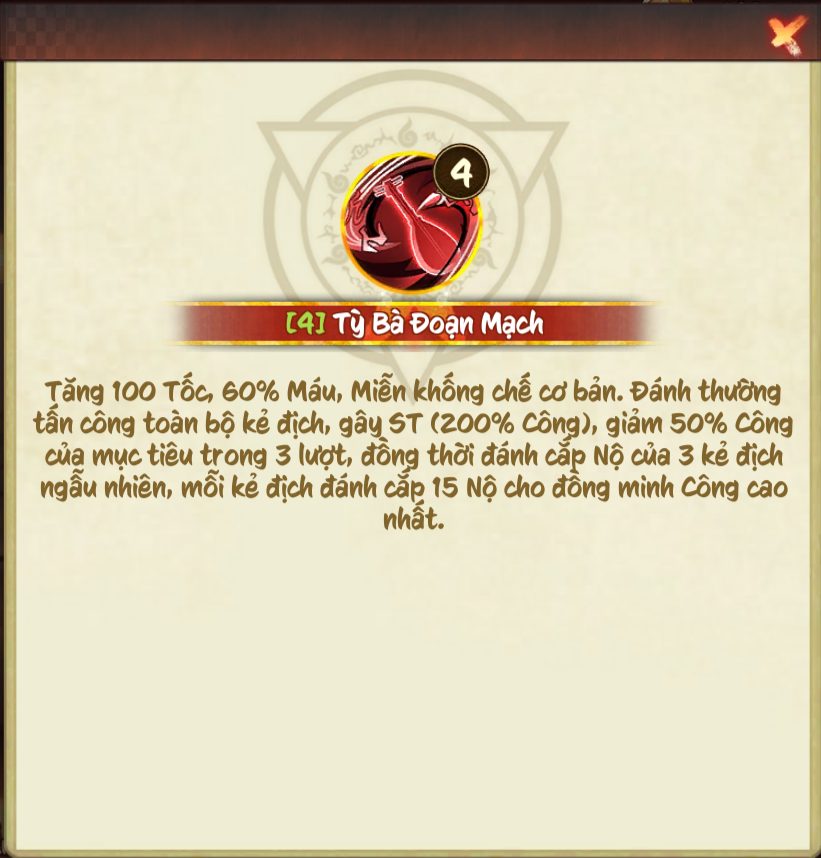 4
[4] Tỳ Bà Đoạn Mạch
Tăng 100 Tốc, 60% Máu, Miễn khống chế cơ bản. Đánh thường
tấn công toàn bộ kẻ địch, gây ST (200% Công), giảm 50% Công
của mục tiêu trong 3 lượt, đồng thời đánh cắp Nộ của 3 kẻ địch
ngẫu nhiên, mỗi kẻ địch đánh cắp 15 Nộ cho đồng minh Công cao
nhất.